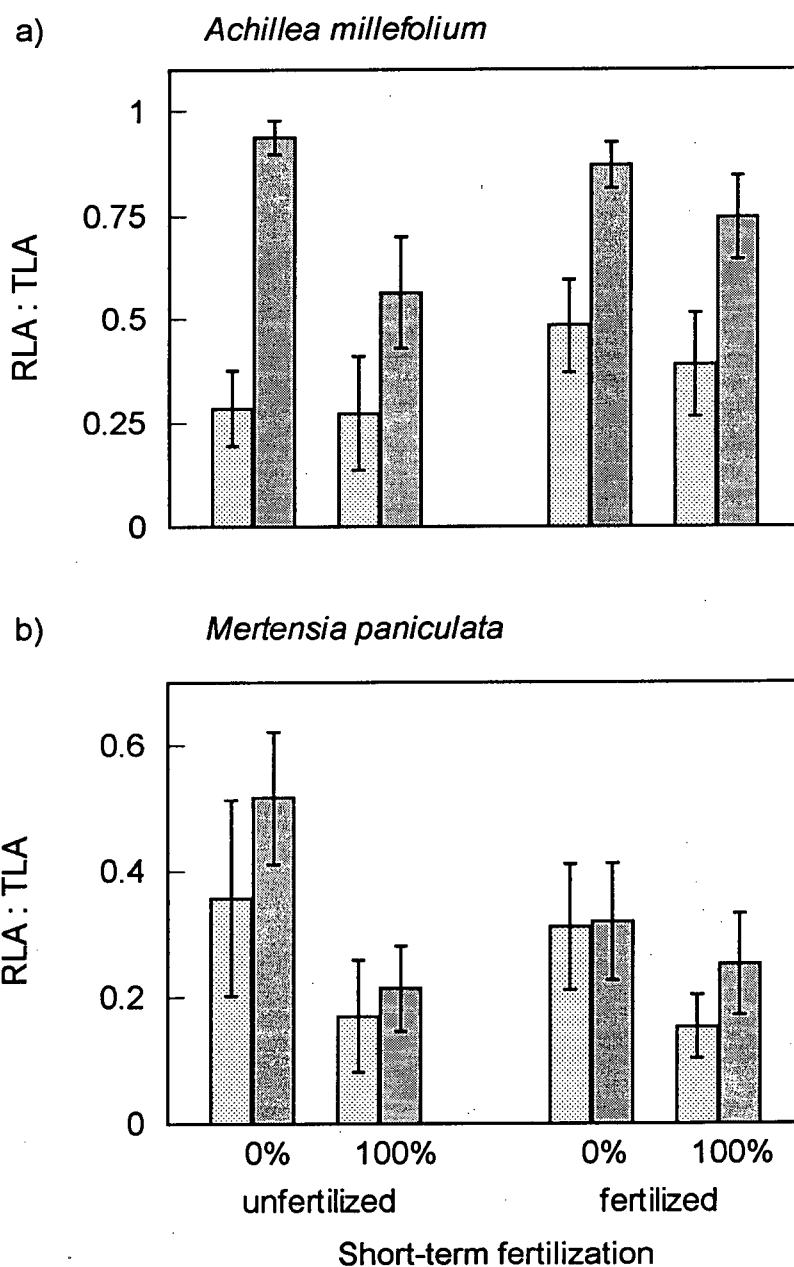 a) Achillea millefolium
1
0.75
0.5
0.25
0
RLA : TLA
b) Mertensia paniculata
0.6
0.4
0.2
0
RLA : TLA
0% 100% 0% 100%
unfertilized fertilized
Short-term fertilization